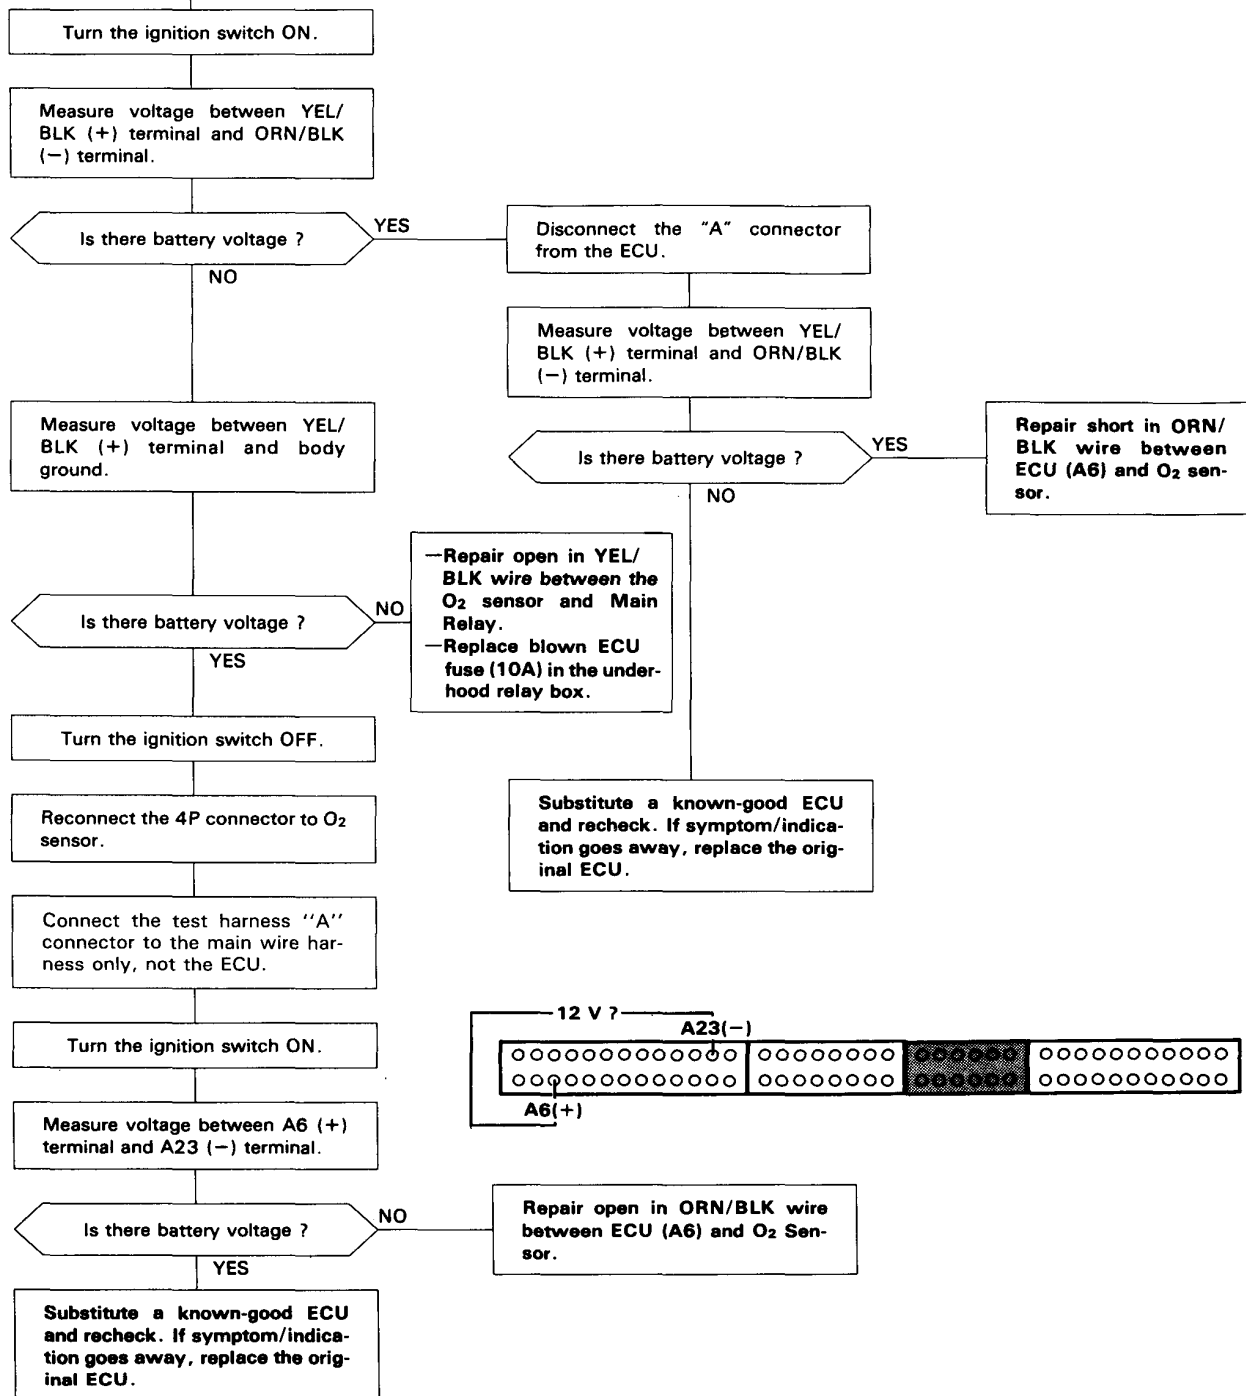 Turn the ignition switch ON.
Measure voltage between YEL/
BLK (+) terminal and ORN/BLK
(−) terminal.
Is there battery voltage ?
YES
NO
Disconnect the "A" connector
from the ECU.
Measure voltage between YEL/
BLK (+) terminal and ORN/BLK
(−) terminal.
Is there battery voltage ?
YES
NO
Repair short in ORN/
BLK wire between
ECU (A6) and O₂ sen-
sor.
Measure voltage between YEL/
BLK (+) terminal and body
ground.
Is there battery voltage ?
NO
YES
—Repair open in YEL/
BLK wire between the
O₂ sensor and Main
Relay.
—Replace blown ECU
fuse (10A) in the under-
hood relay box.
Substitute a known-good ECU
and recheck. If symptom/indica-
tion goes away, replace the orig-
inal ECU.
Turn the ignition switch OFF.
Reconnect the 4P connector to O₂
sensor.
Connect the test harness ''A''
connector to the main wire har-
ness only, not the ECU.
Turn the ignition switch ON.
Measure voltage between A6 (+)
terminal and A23 (−) terminal.
12 V ?
A23(−)
A6(+)
Is there battery voltage ?
NO
YES
Repair open in ORN/BLK wire
between ECU (A6) and O₂ Sen-
sor.
Substitute a known-good ECU
and recheck. If symptom/indica-
tion goes away, replace the orig-
inal ECU.